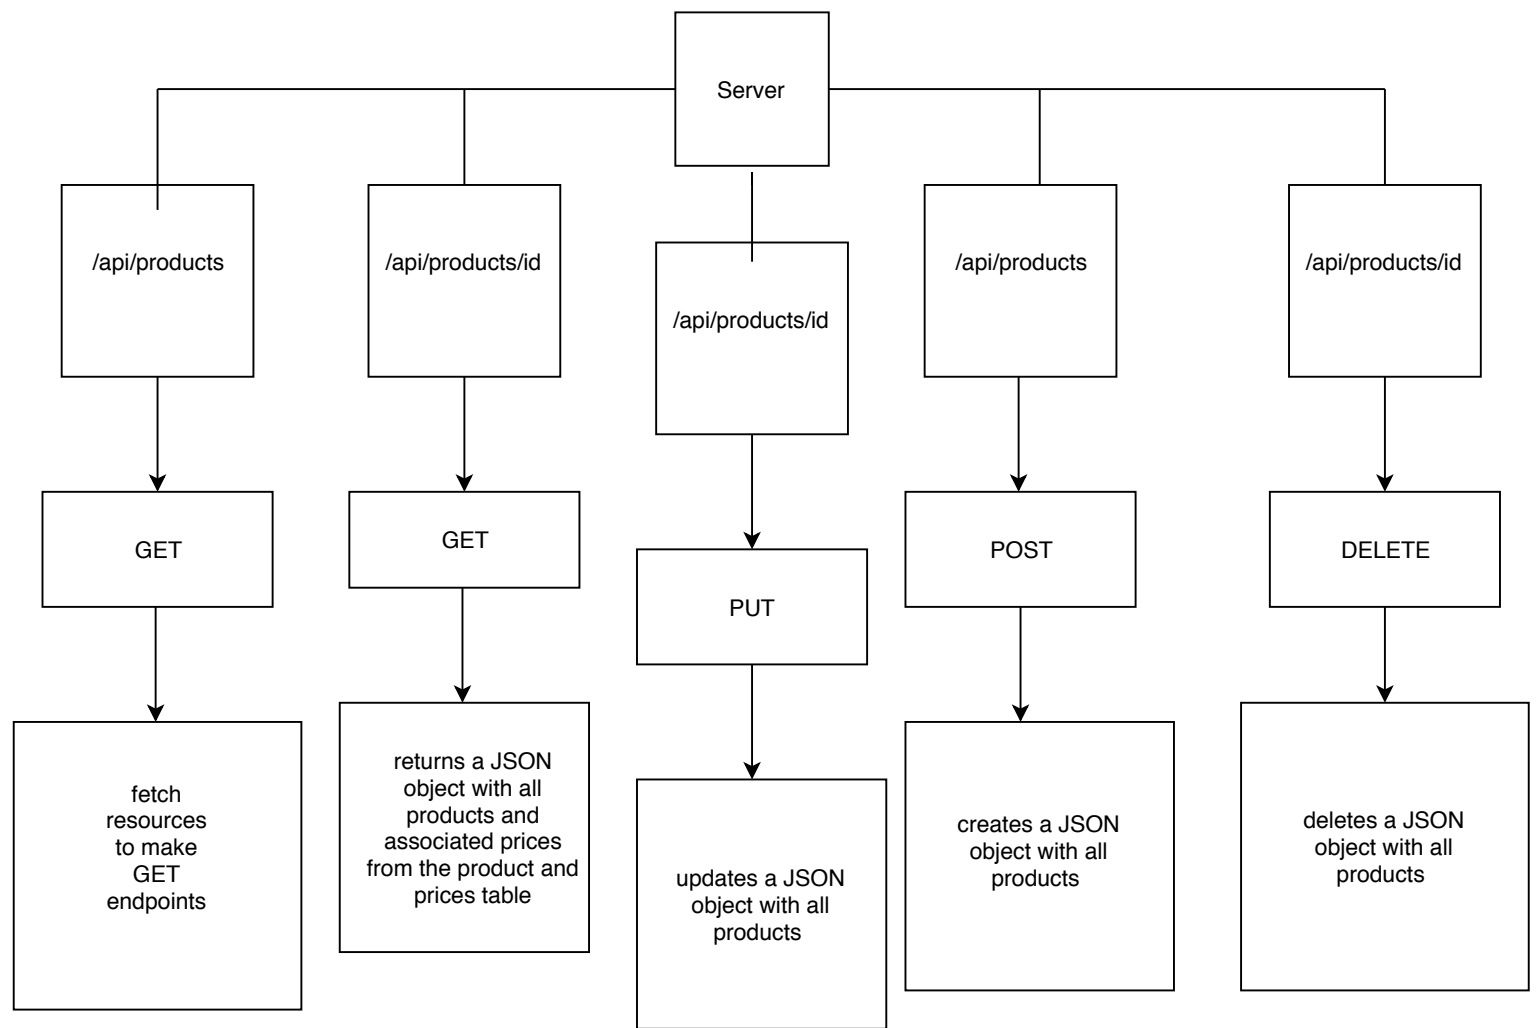 Server
/api/products
/api/products/id
/api/products/id
/api/products
/api/products/id
GET
GET
PUT
POST
DELETE
fetch
resources
to make
GET
endpoints
returns a JSON
object with all
products and
associated prices
from the product and
prices table
updates a JSON
object with all
products
creates a JSON
object with all
products
deletes a JSON
object with all
products